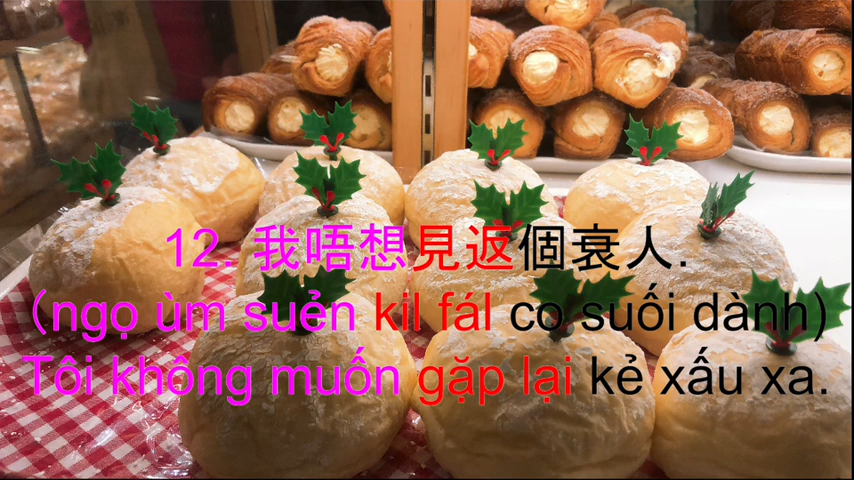 12. 我唔想見返個衰人.
(ngọ ùm suẻn kil fál co suối dành)
Tôi không muốn gặp lại kẻ xấu xa.